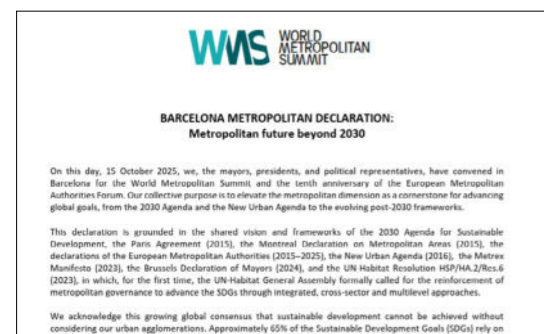 WMS WORLD
METROPOLITAN
SUMMIT
BARCELONA METROPOLITAN DECLARATION:
Metropolitan future beyond 2030
On this day, 15 October 2025, we, the mayors, presidents, and political representatives, have convened in
Barcelona for the World Metropolitan Summit and the tenth anniversary of the European Metropolitan
Authorities Forum. Our collective purpose is to elevate the metropolitan dimension as a cornerstone for advancing
global goals, from the 2030 Agenda and the New Urban Agenda to the evolving post-2030 frameworks.
This declaration is grounded in the shared vision and frameworks of the 2030 Agenda for Sustainable
Development, the Paris Agreement (2015), the Montreal Declaration on Metropolitan Areas (2015), the
declarations of the European Metropolitan Authorities (2015–2025), the New Urban Agenda (2016), the Metrex
Manifesto (2023), the Brussels Declaration of Mayors (2024), and the UN-Habitat Resolution HSP/HA.2/Res.6
(2023), in which, for the first time, the UN-Habitat General Assembly formally called for the reinforcement of
metropolitan governance to advance the SDGs through integrated, cross-sector and multilevel approaches.
We acknowledge this growing global consensus that sustainable development cannot be achieved without
considering our urban agglomerations. Approximately 65% of the Sustainable Development Goals (SDGs) rely on